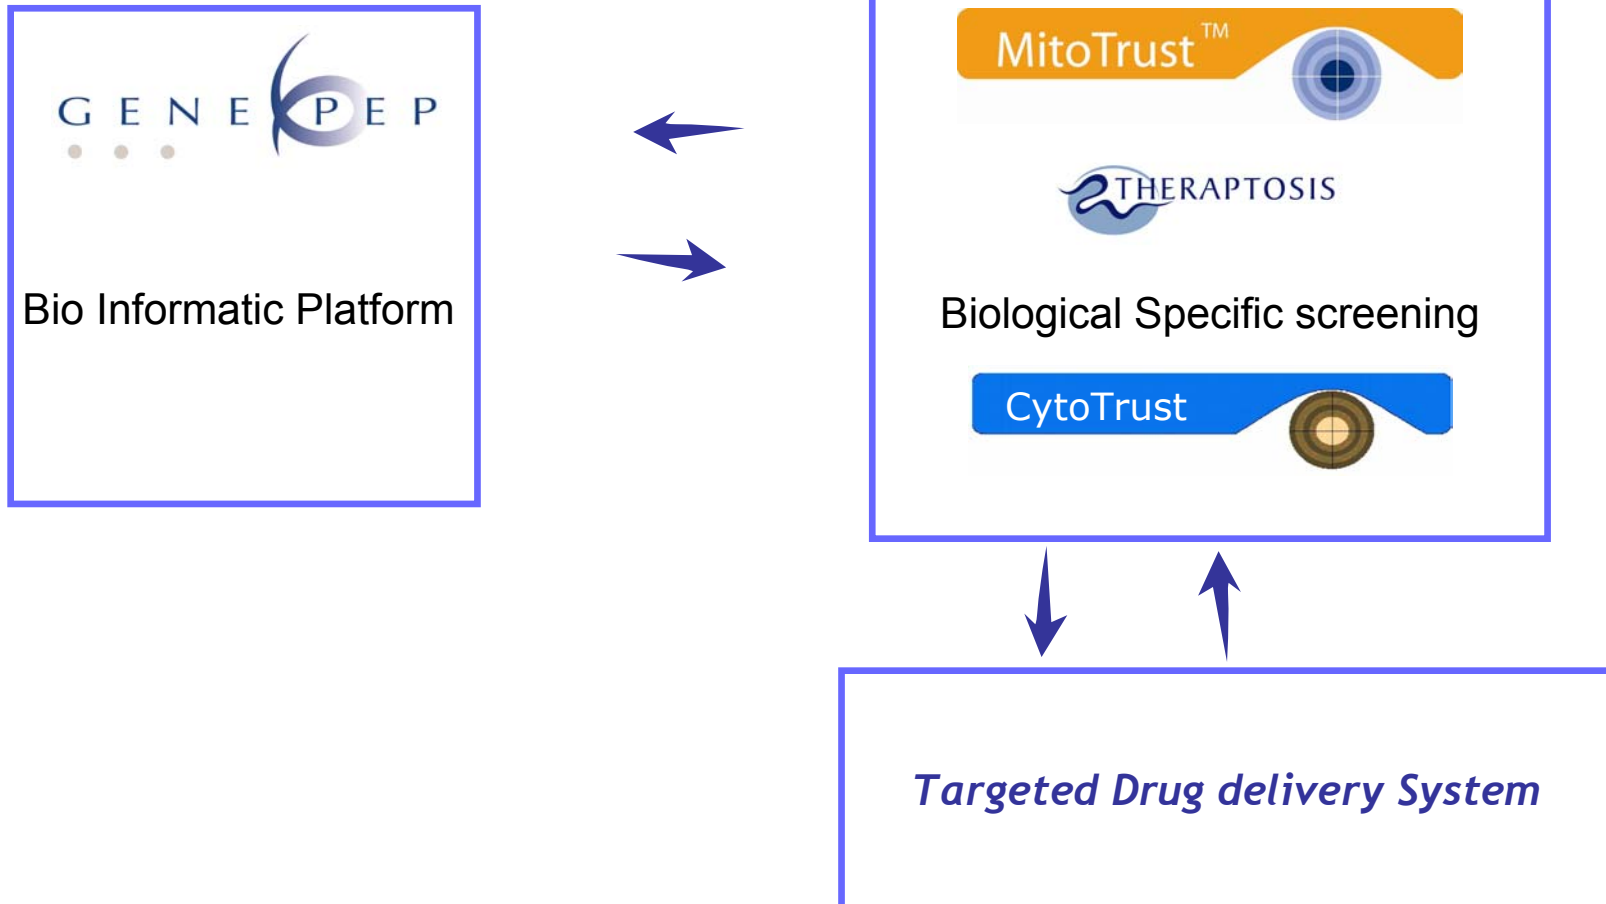 GENEPEP
Bio Informatic Platform
MitoTrust™
THERAPTOSIS
Biological Specific screening
CytoTrust
Targeted Drug delivery System